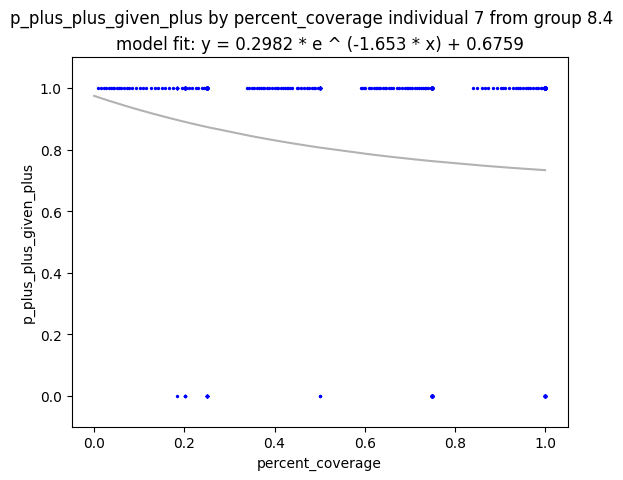 p_plus_plus_given_plus by percent_coverage individual 7 from group 8.4
model fit: y = 0.2982 * e ^ (-1.653 * x) + 0.6759
p_plus_plus_given_plus
1.0
0.8
0.6
0.4
0.2
0.0
0.0 0.2 0.4 0.6 0.8 1.0
percent_coverage